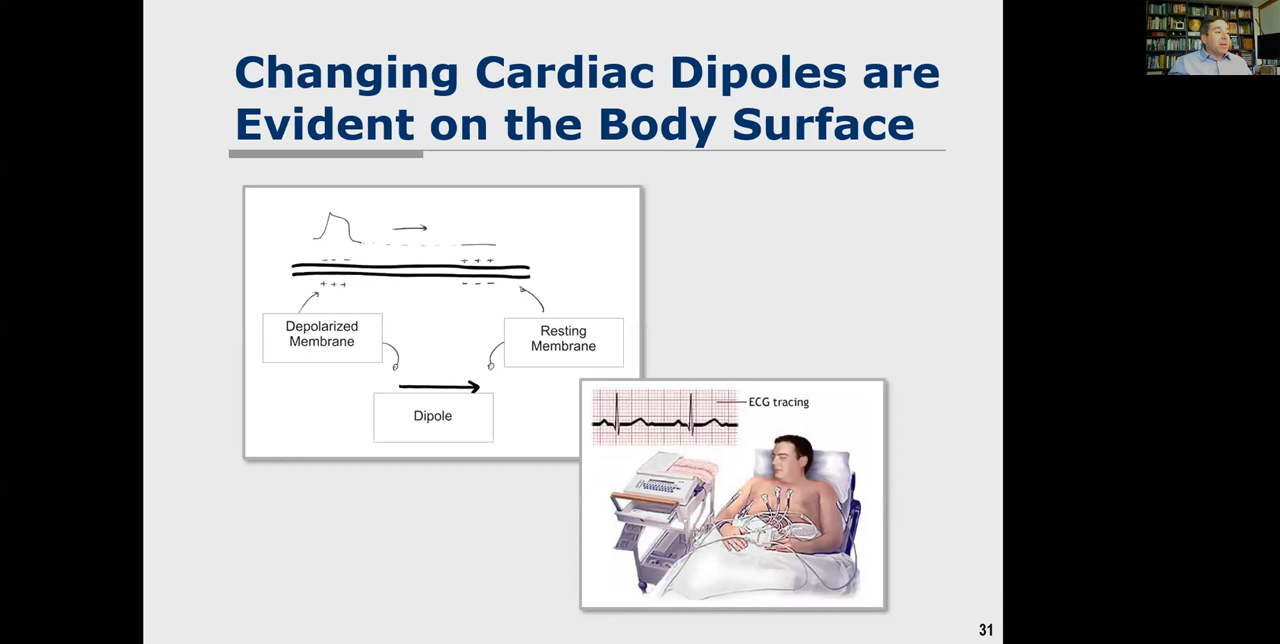 Changing Cardiac Dipoles are
Evident on the Body Surface
- - -
+ + +
+ + +
- - -
Depolarized
Membrane
Resting
Membrane
Dipole
ECG tracing
31